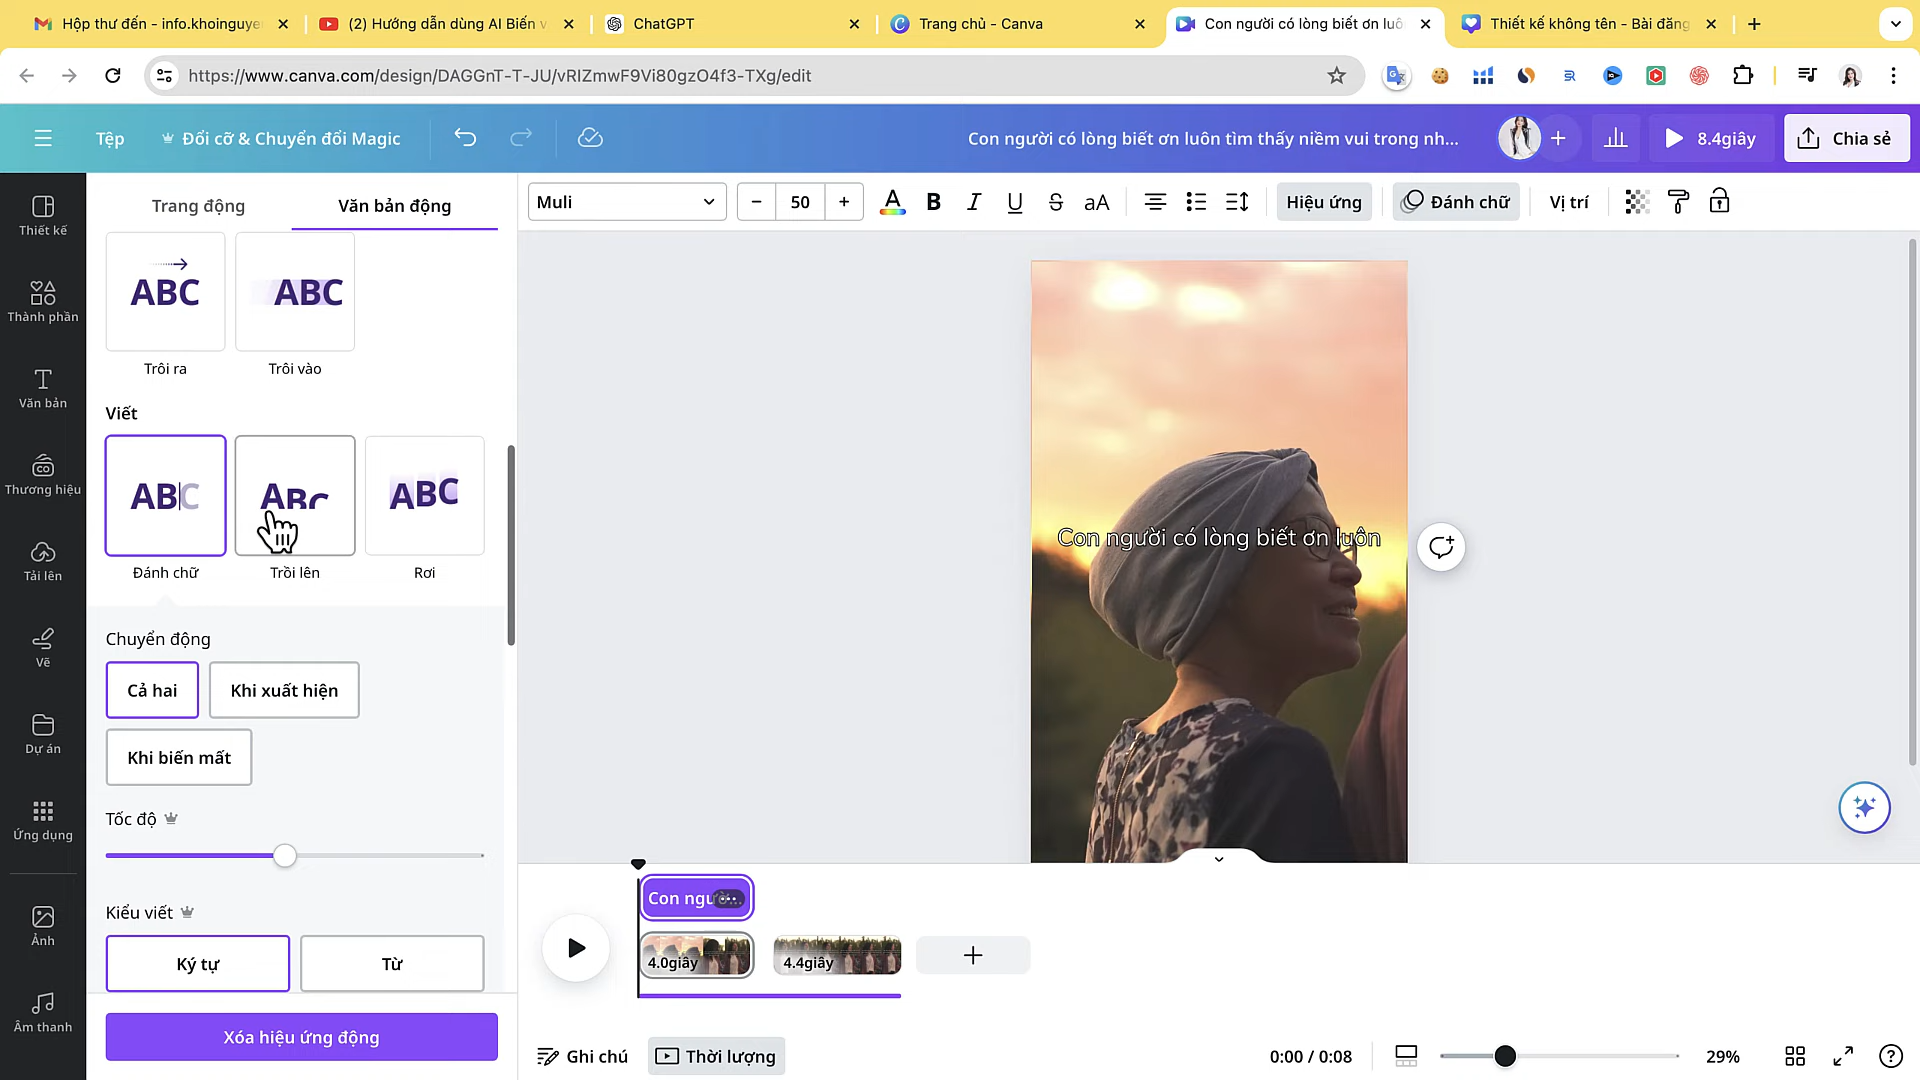 Hộp thư đến - info.khoinguye
(2) Hướng dẫn dùng AI Biến v
ChatGPT
Trang chủ - Canva
Con người có lòng biết ơn luô
Thiết kế không tên - Bài đăng
https://www.canva.com/design/DAGGnT-T-JU/vRIZmwF9Vi80gzO4f3-TXg/edit
Tệp
Đổi cỡ & Chuyển đổi Magic
Con người có lòng biết ơn luôn tìm thấy niềm vui trong nh...
8.4giây
Chia sẻ
Thiết kế
Thành phần
Văn bản
Thương hiệu
Tải lên
Vẽ
Dự án
Ứng dụng
Ảnh
Âm thanh
Trang động
Văn bản động
ABC
ABC
Trôi ra
Trôi vào
Viết
ABC
ABC
ABC
Đánh chữ
Trồi lên
Rơi
Chuyển động
Cả hai
Khi xuất hiện
Khi biến mất
Tốc độ
Kiểu viết
Ký tự
Từ
Xóa hiệu ứng động
Muli
50
A
B
I
U
S
aA
Hiệu ứng
Đánh chữ
Vị trí
Con người có lòng biết ơn luôn
Con người
4.0giây
4.4giây
Ghi chú
Thời lượng
0:00 / 0:08
29%